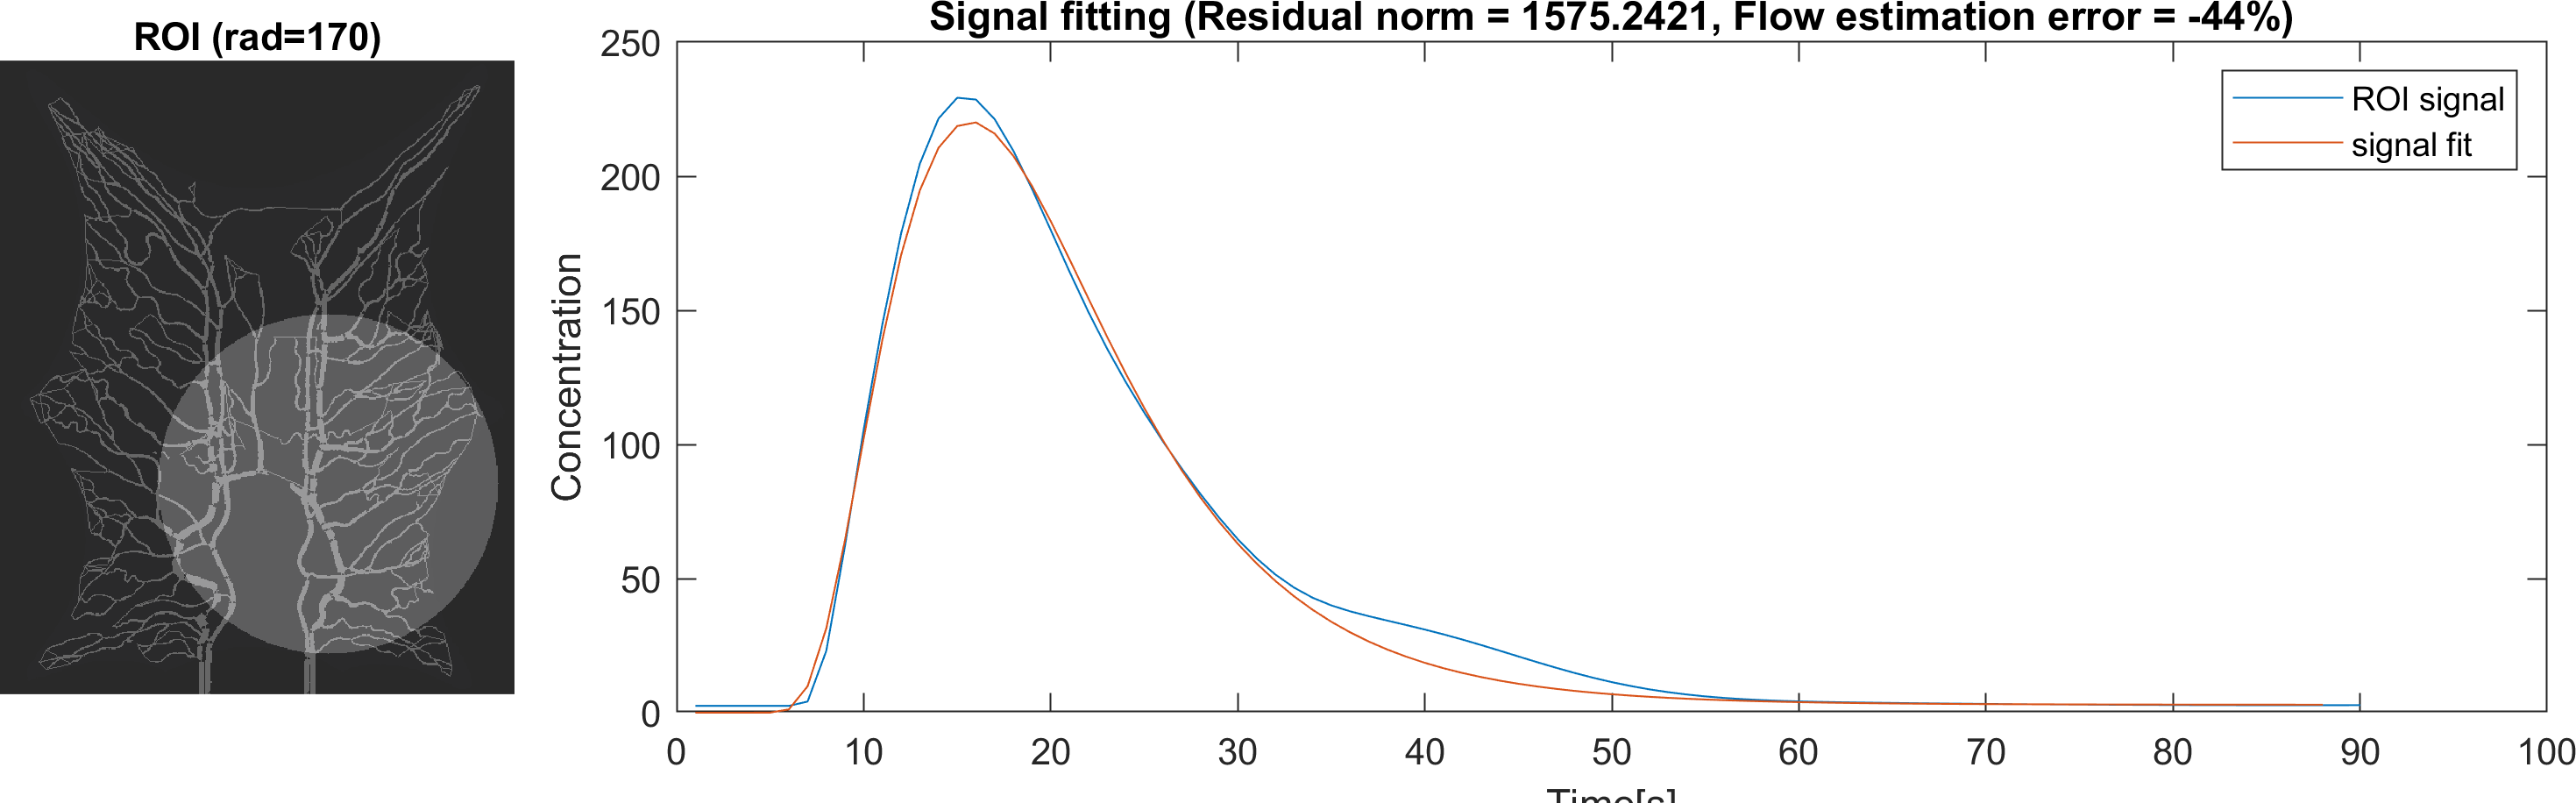 ROI (rad=170)
Signal fitting (Residual norm = 1575.2421, Flow estimation error = -44%)
250
200
150
100
50
0
Concentration
ROI signal
signal fit
0 10 20 30 40 50 60 70 80 90 100
Time[s]